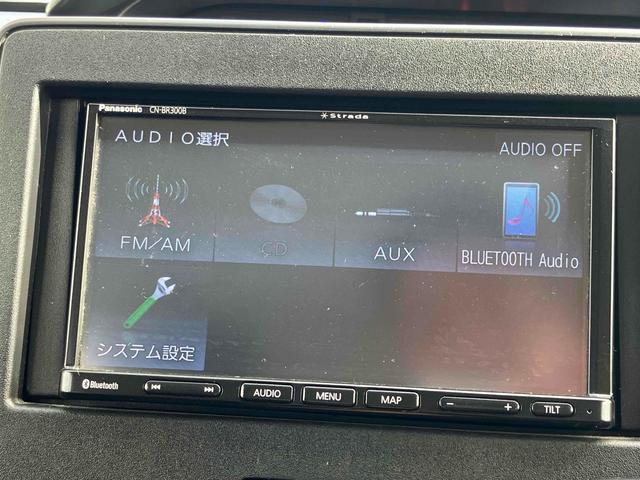 Panasonic CN-BR300B
Strada
AUDIO選択
AUDIO OFF
FM/AM
CD
AUX
BLUETOOTH Audio
システム設定
Bluetooth
AUDIO
MENU
MAP
- +
TILT